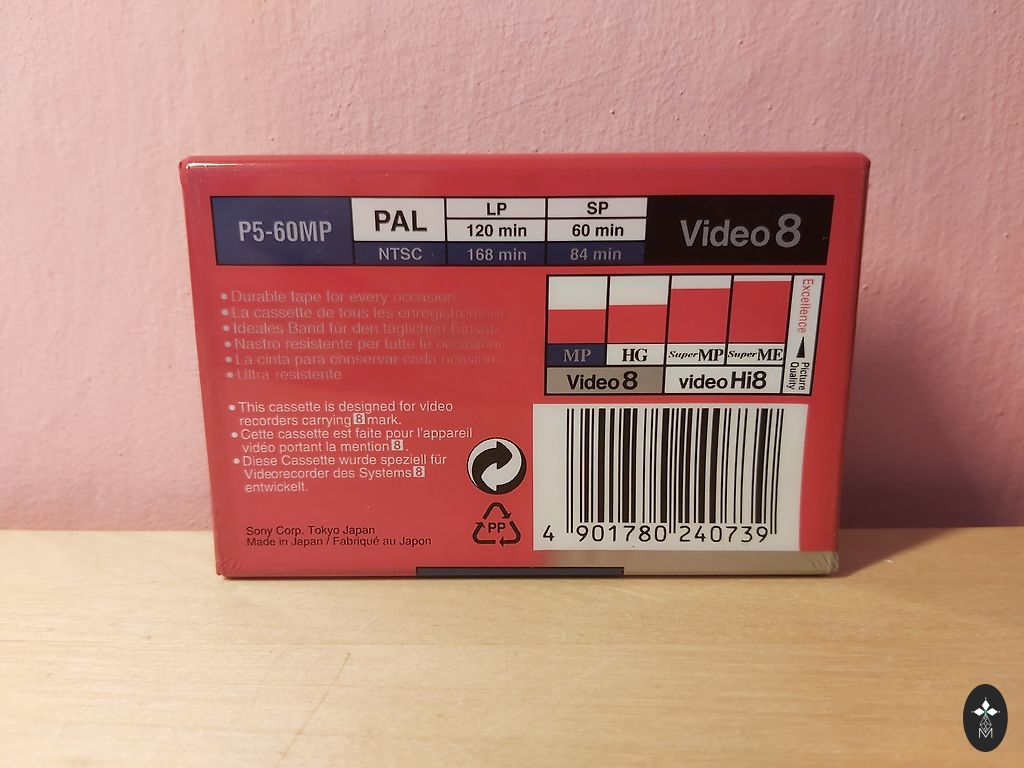 P5-60MP
PAL
NTSC
LP
120 min
168 min
SP
60 min
84 min
Video 8
• Durable tape for every occasion
• La cassette de tous les enregistrements
• Ideales Band für den täglichen Einsatz
• Nastro resistente per tutte le occasioni
• La cinta para conservar cada ocasion
• Ultra-resistente
MP
HG
Super MP
Super ME
Video 8
video Hi8
Excellence
Picture
Quality
• This cassette is designed for video
recorders carrying 8 mark.
• Cette cassette est faite pour l'appareil
vidéo portant la mention 8.
• Diese Cassette wurde speziell für
Videorecorder des Systems 8
entwickelt.
PP
Sony Corp. Tokyo Japan
Made in Japan / Fabriqué au Japon
4 901780 240739
M